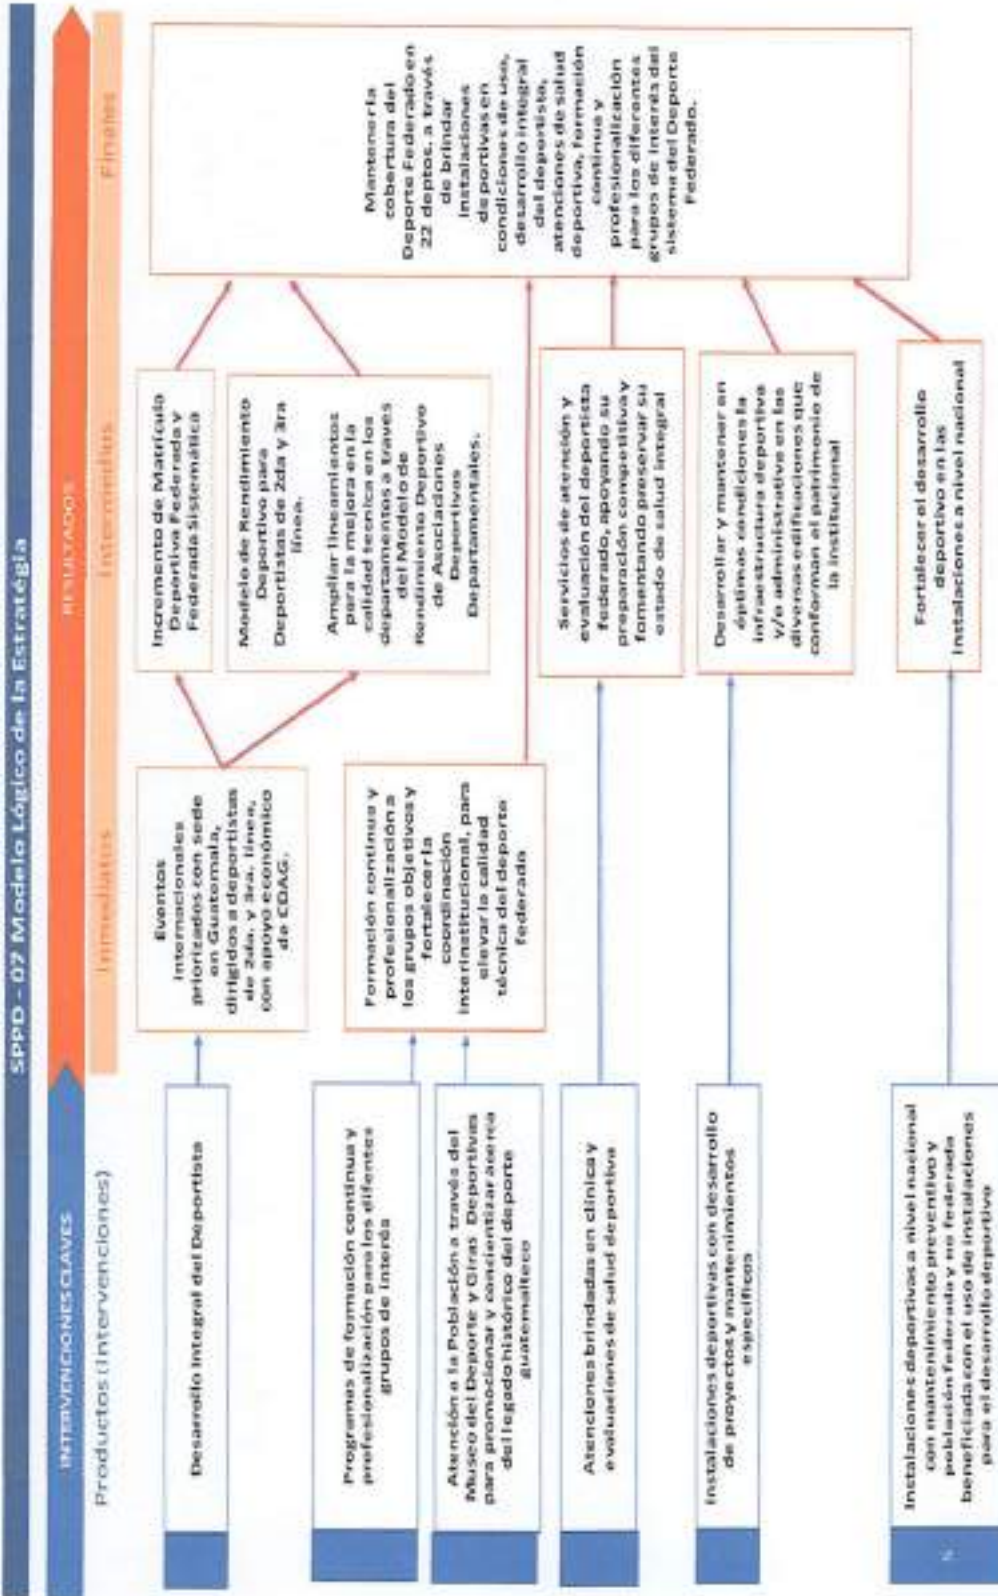 SPPD - 07 Modelo Lógico de la Estratégia
INTERVENCIONES CLAVES
RESULTADOS
Productos (Intervenciones)
Inmediatos
Intermedios
Finales
Desarrollo Integral del Deportista
Programas de formación continua y
profesionalización para los difentes
grupos de interés
Atención a la Población a través del
Museo del Deporte y Giras Deportivas
para promocionar y concientizar acerca
del legado histórico del deporte
guatemalteco
Atenciones brindadas en clínica y
evaluaciones de salud deportiva
Instalaciones deportivas con desarrollo
de proyectos y mantenimientos
específicos
Instalaciones deportivas a nivel nacional
con mantenimiento preventivo y
población federada y no federada
beneficiada con el uso de instalaciones
para el desarrollo deportivo
Eventos
internacionales
priorizados con sede
en Guatemala,
dirigidos a deportistas
de 2da. y 3ra. línea,
con apoyo económico
de CDAG.
Formación continua y
profesionalización a
los grupos objetivos y
fortalecer la
coordinación
interinstitucional, para
elevar la calidad
técnica del deporte
federado
Incremento de Matrícula
Deportiva Federada y
Federada Sistemática
Modelo de Rendimiento
Deportivo para
Deportistas de 2da y 3ra
línea.
Ampliar lineamientos
para la mejora en la
calidad tecnica en los
departamentos a través
del Modelo de
Rendimiento Deportivo
de Asociaciones
Deportivas
Departamentales.
Servicios de atención y
evaluación del deportista
federado, apoyando su
preparación competitiva y
fomentando preservar su
estado de salud integral
Desarrollar y mantener en
óptimas condiciones la
infraestructura deportiva
y/o administrative en las
diversas edificaciones que
conforman al patrimonio de
la institucional
Fortalecer el desarrollo
deportivo en las
instalaciones a nivel nacional
Mantener la
cobertura del
Deporte Federado en
22 deptos, a través
de brindar
instalaciones
deportivas en
condiciones de uso,
desarrollo integral
del deportista,
atenciones de salud
deportiva, formación
continua y
profesionalización
para los diferentes
grupos de interés del
sistema del Deporte
Federado.